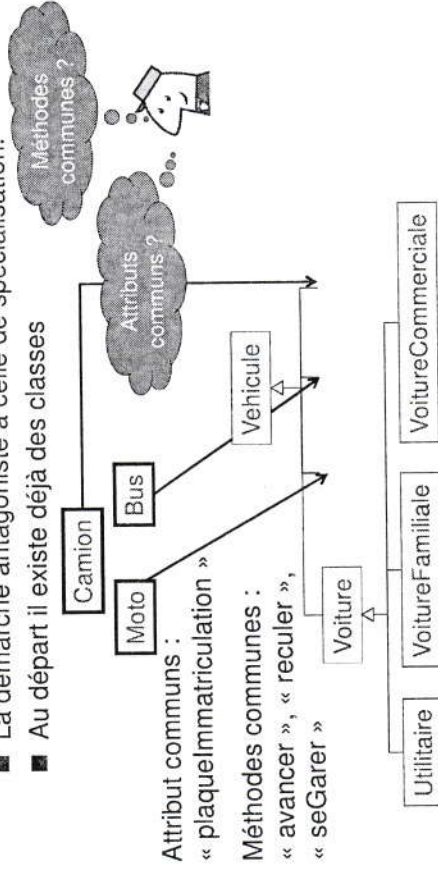 ■ La démarche antagoniste à celle de spécialisation.
■ Au départ il existe déjà des classes
Camion
Moto
Bus
Attributs
communs ?
Méthodes
communes ?
Attribut communs :
« plaqueImmatriculation »
Vehicule
Méthodes communes :
« avancer », « reculer »,
« seGarer »
Voiture
Utilitaire
VoitureFamiliale
VoitureCommerciale